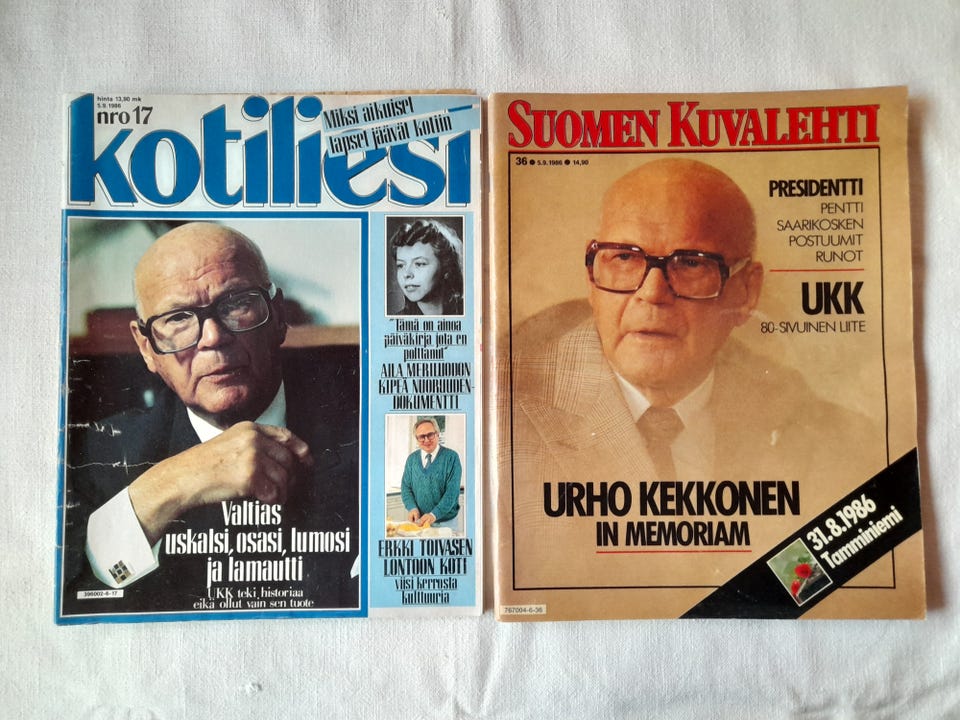 hinta 13,90 mk
5.9.1986
nro 17
kotiliesi
Miksi aikuiset
lapset jäävät kotiin
"Tämä on ainoa
päiväkirja jota en
polttanut"
AILA MERILUODON
KIPEÄ NUORUUDEN-
DOKUMENTTI
ERKKI TOIVASEN
LONTOON KOTI
viisi kerrosta
kulttuuria
Valtias
uskalsi, osasi, lumosi
ja lamautti
UKK teki historiaa
eikä ollut vain sen tuote
396002-6-17
SUOMEN KUVALEHTI
36 ● 5.9.1986 ● 14,90
PRESIDENTTI
PENTTI
SAARIKOSKEN
POSTUUMIT
RUNOT
UKK
80-SIVUINEN LIITE
URHO KEKKONEN
IN MEMORIAM
31.8.1986
Tamminiemi
767004-6-36